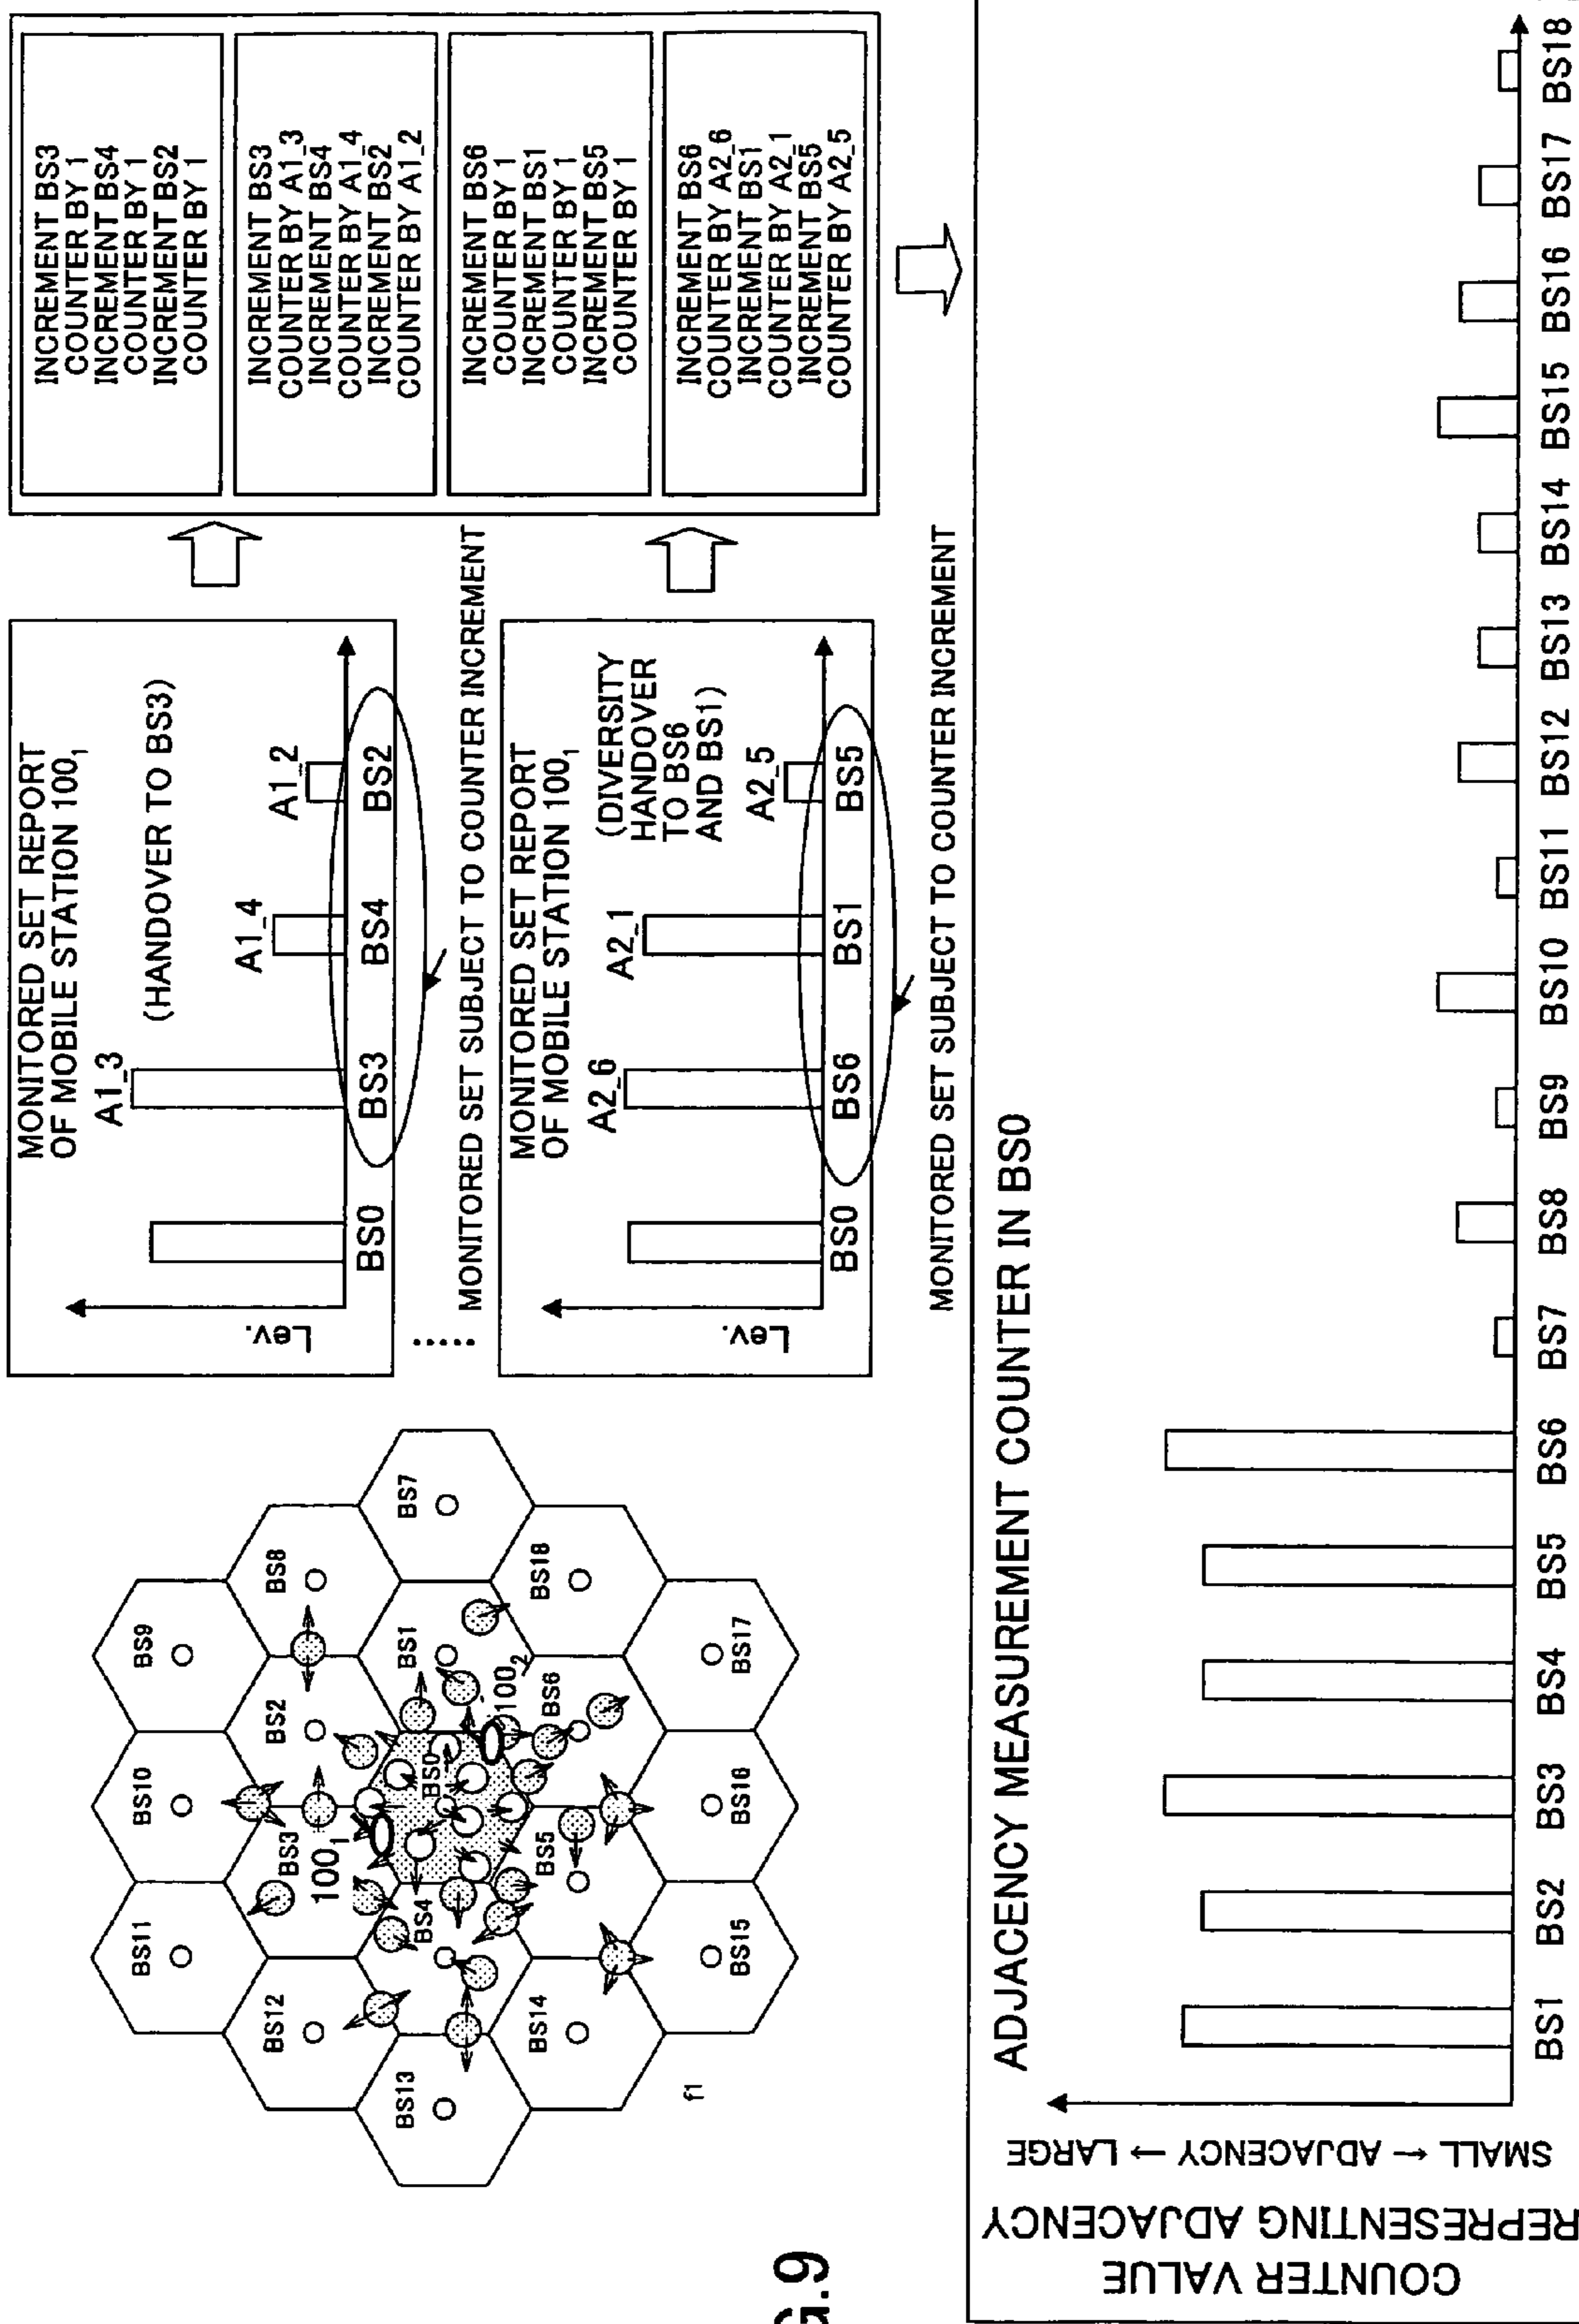 G.9
BS9
BS8
BS7
BS10
BS2
BS1
BS18
BS11
BS3
100₁
BS0
100₂
BS6
BS17
BS12
BS4
BS5
BS16
BS13
BS14
BS15
f1
MONITORED SET REPORT
OF MOBILE STATION 100₁
A1_3
(HANDOVER TO BS3)
A1_4
A1_2
Lev.
BS0
BS3
BS4
BS2
MONITORED SET SUBJECT TO COUNTER INCREMENT
.....
MONITORED SET REPORT
OF MOBILE STATION 100₁
(DIVERSITY
HANDOVER
TO BS6
AND BS1)
A2_6
A2_1
A2_5
Lev.
BS0
BS6
BS1
BS5
MONITORED SET SUBJECT TO COUNTER INCREMENT
INCREMENT BS3
COUNTER BY 1
INCREMENT BS4
COUNTER BY 1
INCREMENT BS2
COUNTER BY 1
INCREMENT BS3
COUNTER BY A1_3
INCREMENT BS4
COUNTER BY A1_4
INCREMENT BS2
COUNTER BY A1_2
INCREMENT BS6
COUNTER BY 1
INCREMENT BS1
COUNTER BY 1
INCREMENT BS5
COUNTER BY 1
INCREMENT BS6
COUNTER BY A2_6
INCREMENT BS1
COUNTER BY A2_1
INCREMENT BS5
COUNTER BY A2_5
ADJACENCY MEASUREMENT COUNTER IN BS0
COUNTER VALUE
REPRESENTING ADJACENCY
SMALL ← ADJACENCY → LARGE
BS1 BS2 BS3 BS4 BS5 BS6 BS7 BS8 BS9 BS10 BS11 BS12 BS13 BS14 BS15 BS16 BS17 BS18